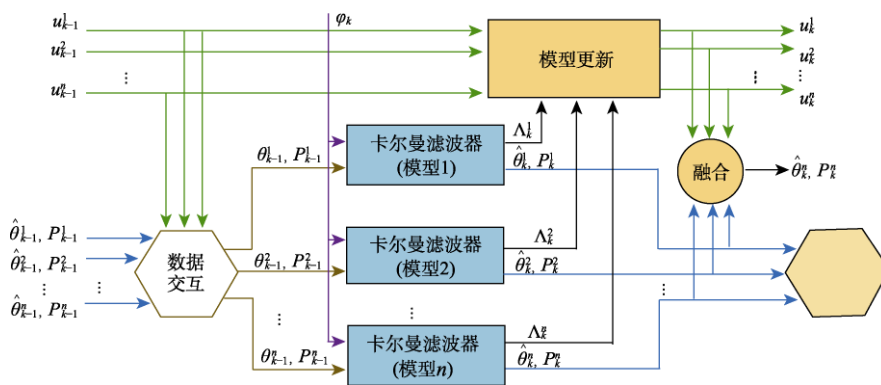 u¹ₖ₋₁
φₖ
u¹ₖ
u²ₖ₋₁
模型更新
u²ₖ
⋮
⋮
⋮
uⁿₖ₋₁
uⁿₖ
Λ¹ₖ
卡尔曼滤波器
(模型1)
θ¹ₖ₋₁, P¹ₖ₋₁
θ̂¹ₖ, P¹ₖ
融合
θ̂ⁿₖ, Pⁿₖ
θ̂¹ₖ₋₁, P¹ₖ₋₁
Λ²ₖ
卡尔曼滤波器
(模型2)
θ̂²ₖ₋₁, P²ₖ₋₁
数据
交互
θ²ₖ₋₁, P²ₖ₋₁
θ̂²ₖ, P²ₖ
⋮
⋮
⋮
θ̂ⁿₖ₋₁, Pⁿₖ₋₁
⋮
...
Λⁿₖ
卡尔曼滤波器
(模型n)
θⁿₖ₋₁, Pⁿₖ₋₁
θ̂ⁿₖ, Pⁿₖ